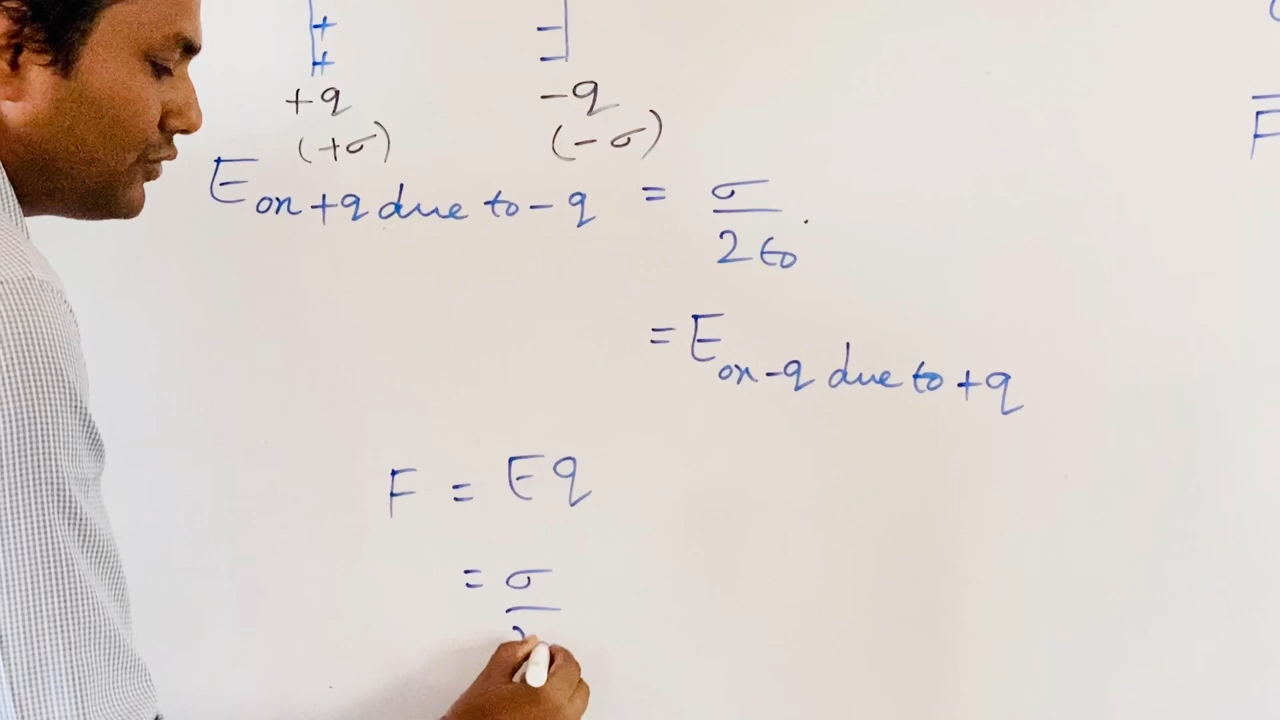 + −
+ −
+q −q
(+σ) (−σ)
E on +q due to −q = σ/2ε₀.
= E on −q due to +q
F = Eq
= σ/
F